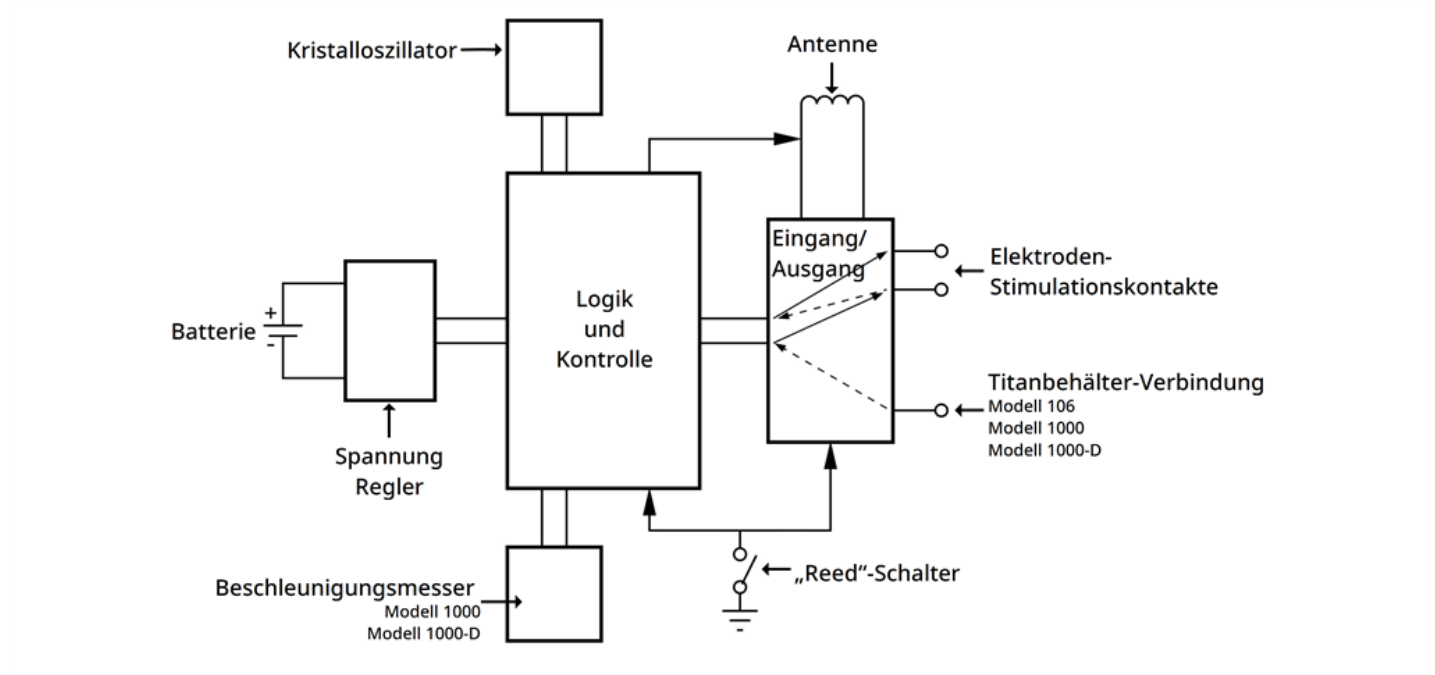 Kristalloszillator
Antenne
Eingang/
Ausgang
Elektroden-
Stimulationskontakte
Logik
und
Kontrolle
+
Batterie
-
Titanbehälter-Verbindung
Modell 106
Modell 1000
Modell 1000-D
Spannung
Regler
„Reed“-Schalter
Beschleunigungsmesser
Modell 1000
Modell 1000-D